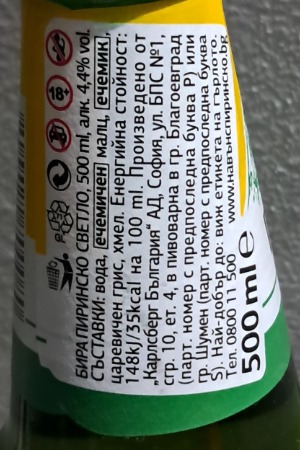 БИРА ПИРИНСКО СВЕТЛО, 500 ml, алк. 4,4% vol.
СЪСТАВКИ: вода, ечемичен малц, ечемичен
царевичен грис, хмел. Енергийна стойност:
148kJ/35kcal на 100 ml. Произведено от
„Карлсберг България“ АД, София, ул. БПС №1,
сгр.10, ет. 4, в пивоварна в гр. Благоевград
(парт. номер с предпоследна буква P) или
гр. Шумен (парт. номер с предпоследна буква
S). Най-добър до: виж етикета на гърлото.
Тел. 0800 11 500 www.навъншпиринско.bg
500 ml e
18+